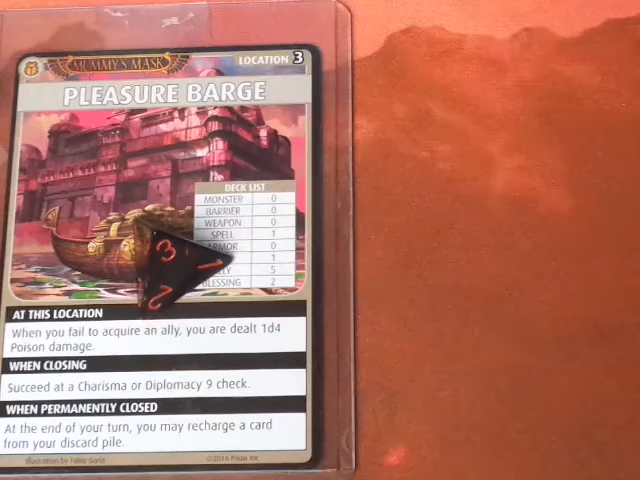 MUMMY'S MASK
LOCATION 3
PLEASURE BARGE
DECK LIST
MONSTER 0
BARRIER 0
WEAPON 0
SPELL 1
ARMOR 0
1
5
BLESSING 2
3
1
2
AT THIS LOCATION
When you fail to acquire an ally, you are dealt 1d4
Poison damage.
WHEN CLOSING
Succeed at a Charisma or Diplomacy 9 check.
WHEN PERMANENTLY CLOSED
At the end of your turn, you may recharge a card
from your discard pile.
Illustration by Fabio Gorla
©2016 Paizo Inc.